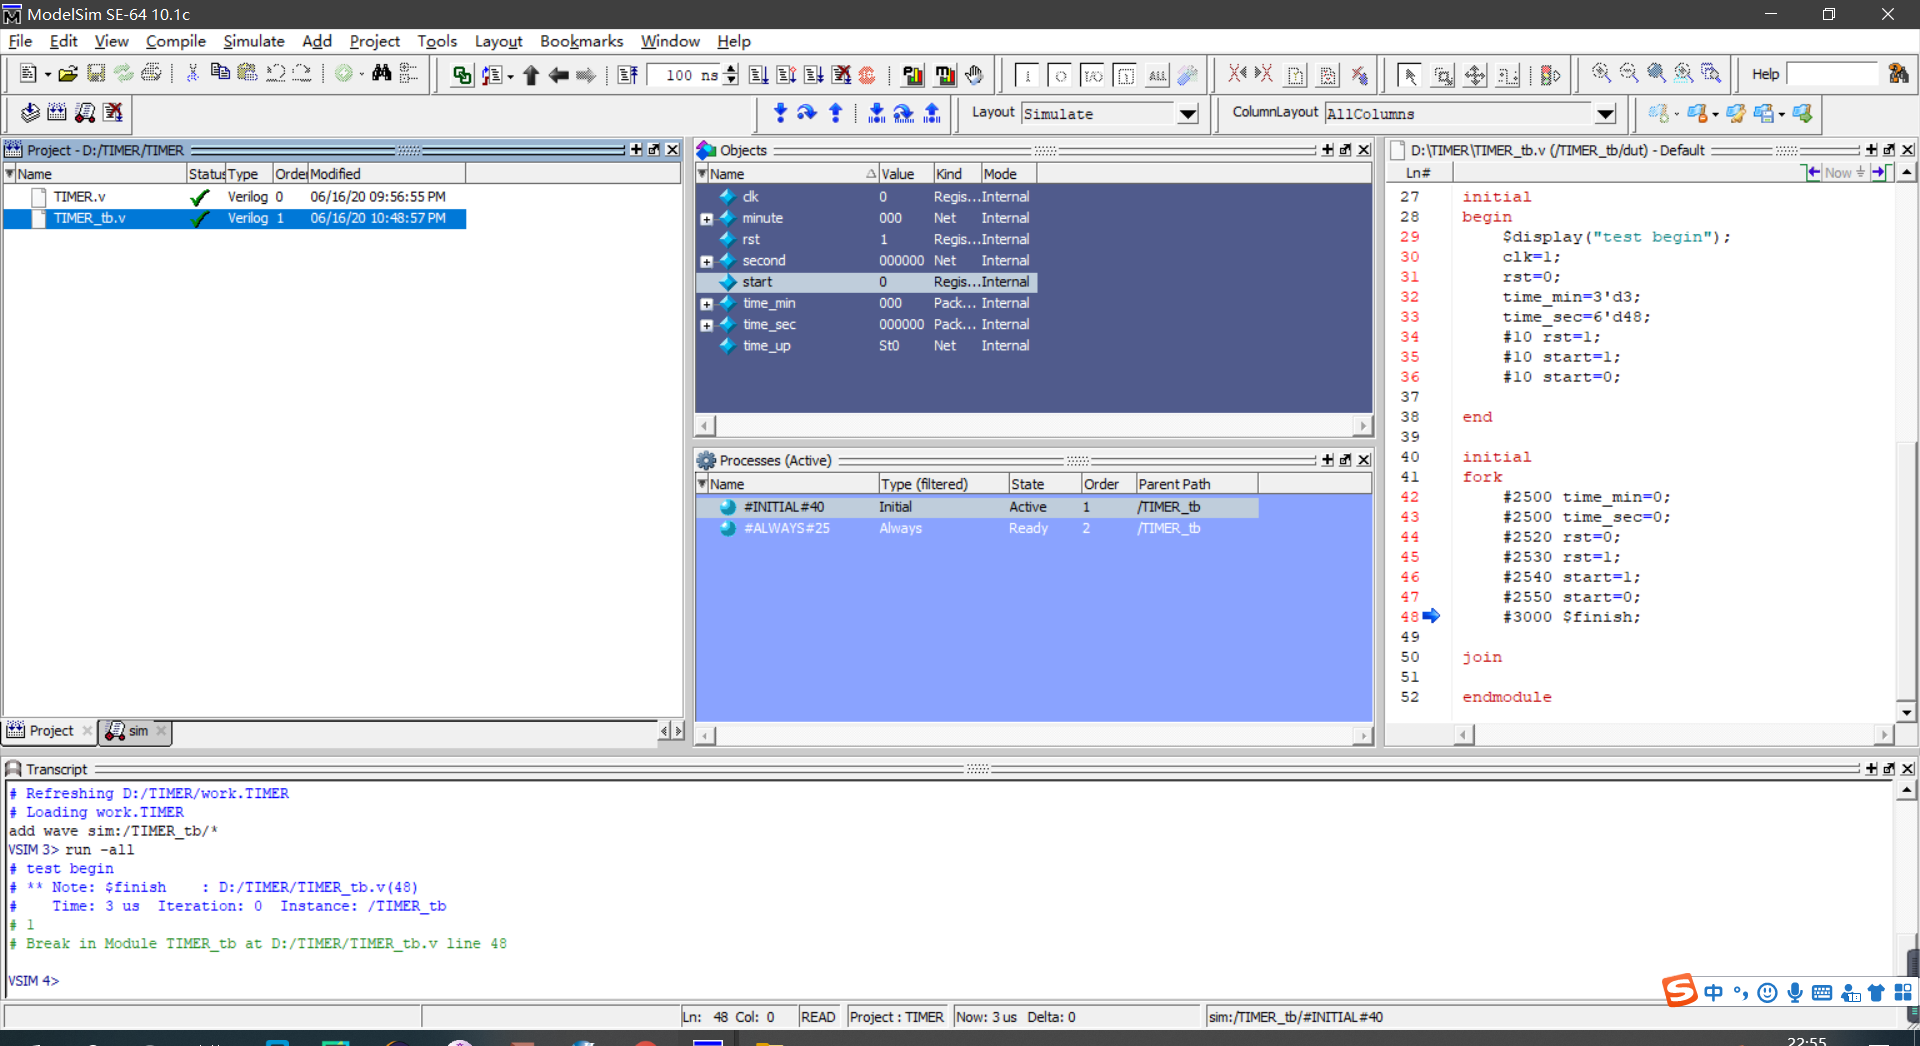 ModelSim SE-64 10.1c
File Edit View Compile Simulate Add Project Tools Layout Bookmarks Window Help
100 ns
ALL
Help
Layout Simulate
ColumnLayout AllColumns
Project - D:/TIMER/TIMER
Name Status Type Orde Modified
TIMER.v Verilog 0 06/16/20 09:56:55 PM
TIMER_tb.v Verilog 1 06/16/20 10:48:57 PM
Project sim
Objects
Name Value Kind Mode
clk 0 Regis... Internal
minute 000 Net Internal
rst 1 Regis... Internal
second 000000 Net Internal
start 0 Regis... Internal
time_min 000 Pack... Internal
time_sec 000000 Pack... Internal
time_up St0 Net Internal
Processes (Active)
Name Type (filtered) State Order Parent Path
#INITIAL#40 Initial Active 1 /TIMER_tb
#ALWAYS#25 Always Ready 2 /TIMER_tb
D:\TIMER\TIMER_tb.v (/TIMER_tb/dut) - Default
Ln# Now
27 initial
28 begin
29 $display("test begin");
30 clk=1;
31 rst=0;
32 time_min=3'd3;
33 time_sec=6'd48;
34 #10 rst=1;
35 #10 start=1;
36 #10 start=0;
37
38 end
39
40 initial
41 fork
42 #2500 time_min=0;
43 #2500 time_sec=0;
44 #2520 rst=0;
45 #2530 rst=1;
46 #2540 start=1;
47 #2550 start=0;
48 #3000 $finish;
49
50 join
51
52 endmodule
Transcript
# Refreshing D:/TIMER/work.TIMER
# Loading work.TIMER
add wave sim:/TIMER_tb/*
VSIM 3> run -all
# test begin
# ** Note: $finish : D:/TIMER/TIMER_tb.v(48)
# Time: 3 us Iteration: 0 Instance: /TIMER_tb
# 1
# Break in Module TIMER_tb at D:/TIMER/TIMER_tb.v line 48
VSIM 4>
中
Ln: 48 Col: 0 READ Project : TIMER Now: 3 us Delta: 0 sim:/TIMER_tb/#INITIAL#40
22:55